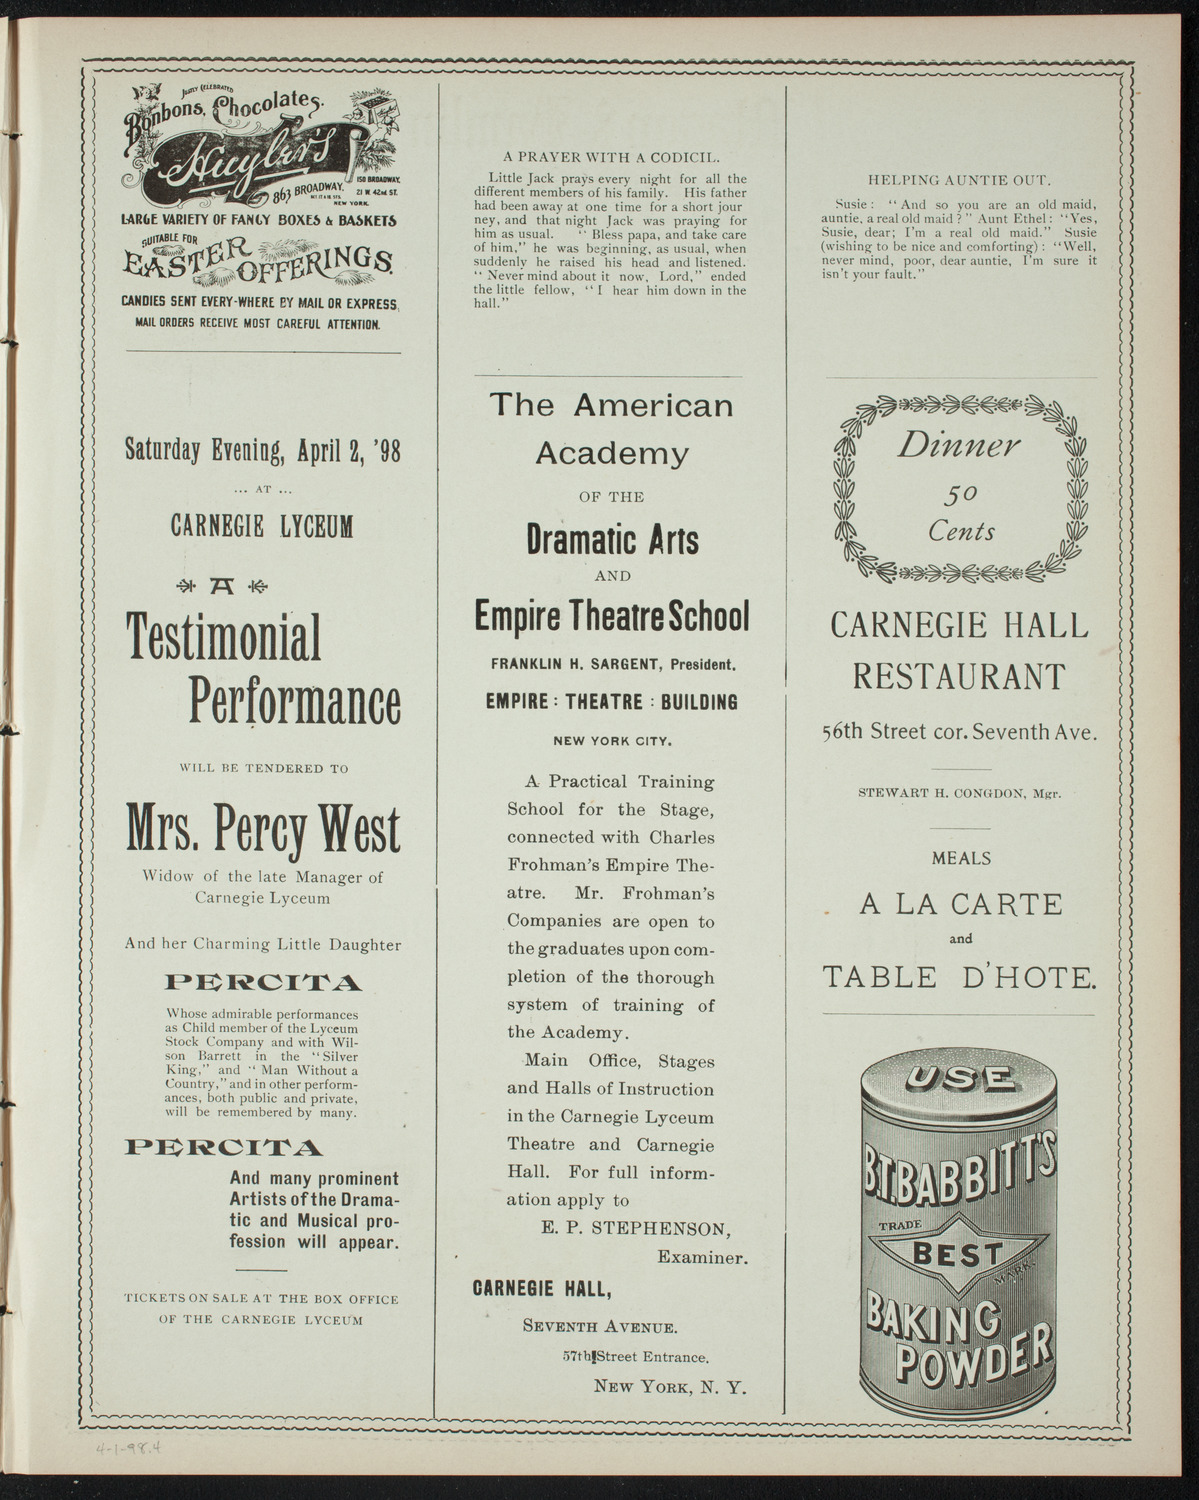 JUSTLY CELEBRATED
Bonbons, Chocolates.
Huyler's
863 BROADWAY,
NEW YORK.
150 BROADWAY,
21 W. 42nd ST.
LARGE VARIETY OF FANCY BOXES & BASKETS
SUITABLE FOR
EASTER
OFFERINGS.
CANDIES SENT EVERY-WHERE BY MAIL OR EXPRESS,
MAIL ORDERS RECEIVE MOST CAREFUL ATTENTION.
Saturday Evening, April 2, '98
... AT ...
CARNEGIE LYCEUM
A
Testimonial
Performance
WILL BE TENDERED TO
Mrs. Percy West
Widow of the late Manager of
Carnegie Lyceum
And her Charming Little Daughter
PERCITA
Whose admirable performances
as Child member of the Lyceum
Stock Company and with Wil-
son Barrett in the "Silver
King," and "Man Without a
Country," and in other perform-
ances, both public and private,
will be remembered by many.
PERCITA
And many prominent
Artists of the Drama-
tic and Musical pro-
fession will appear.
TICKETS ON SALE AT THE BOX OFFICE
OF THE CARNEGIE LYCEUM
4-1-98.4
A PRAYER WITH A CODICIL.
Little Jack prays every night for all the
different members of his family. His father
had been away at one time for a short jour
ney, and that night Jack was praying for
him as usual. "Bless papa, and take care
of him," he was beginning, as usual, when
suddenly he raised his head and listened.
"Never mind about it now, Lord," ended
the little fellow, "I hear him down in the
hall."
The American
Academy
OF THE
Dramatic Arts
AND
Empire Theatre School
FRANKLIN H. SARGENT, President.
EMPIRE : THEATRE : BUILDING
NEW YORK CITY.
A Practical Training
School for the Stage,
connected with Charles
Frohman's Empire The-
atre. Mr. Frohman's
Companies are open to
the graduates upon com-
pletion of the thorough
system of training of
the Academy.
Main Office, Stages
and Halls of Instruction
in the Carnegie Lyceum
Theatre and Carnegie
Hall. For full inform-
ation apply to
E. P. STEPHENSON,
Examiner.
CARNEGIE HALL,
SEVENTH AVENUE.
57th Street Entrance.
NEW YORK, N. Y.
HELPING AUNTIE OUT.
Susie: "And so you are an old maid,
auntie, a real old maid?" Aunt Ethel: "Yes,
Susie, dear; I'm a real old maid." Susie
(wishing to be nice and comforting): "Well,
never mind, poor, dear auntie, I'm sure it
isn't your fault."
Dinner
50
Cents
CARNEGIE HALL
RESTAURANT
56th Street cor. Seventh Ave.
STEWART H. CONGDON, Mgr.
MEALS
A LA CARTE
and
TABLE D'HOTE.
USE
B.T. BABBITT'S
TRADE
BEST
MARK.
BAKING
POWDER